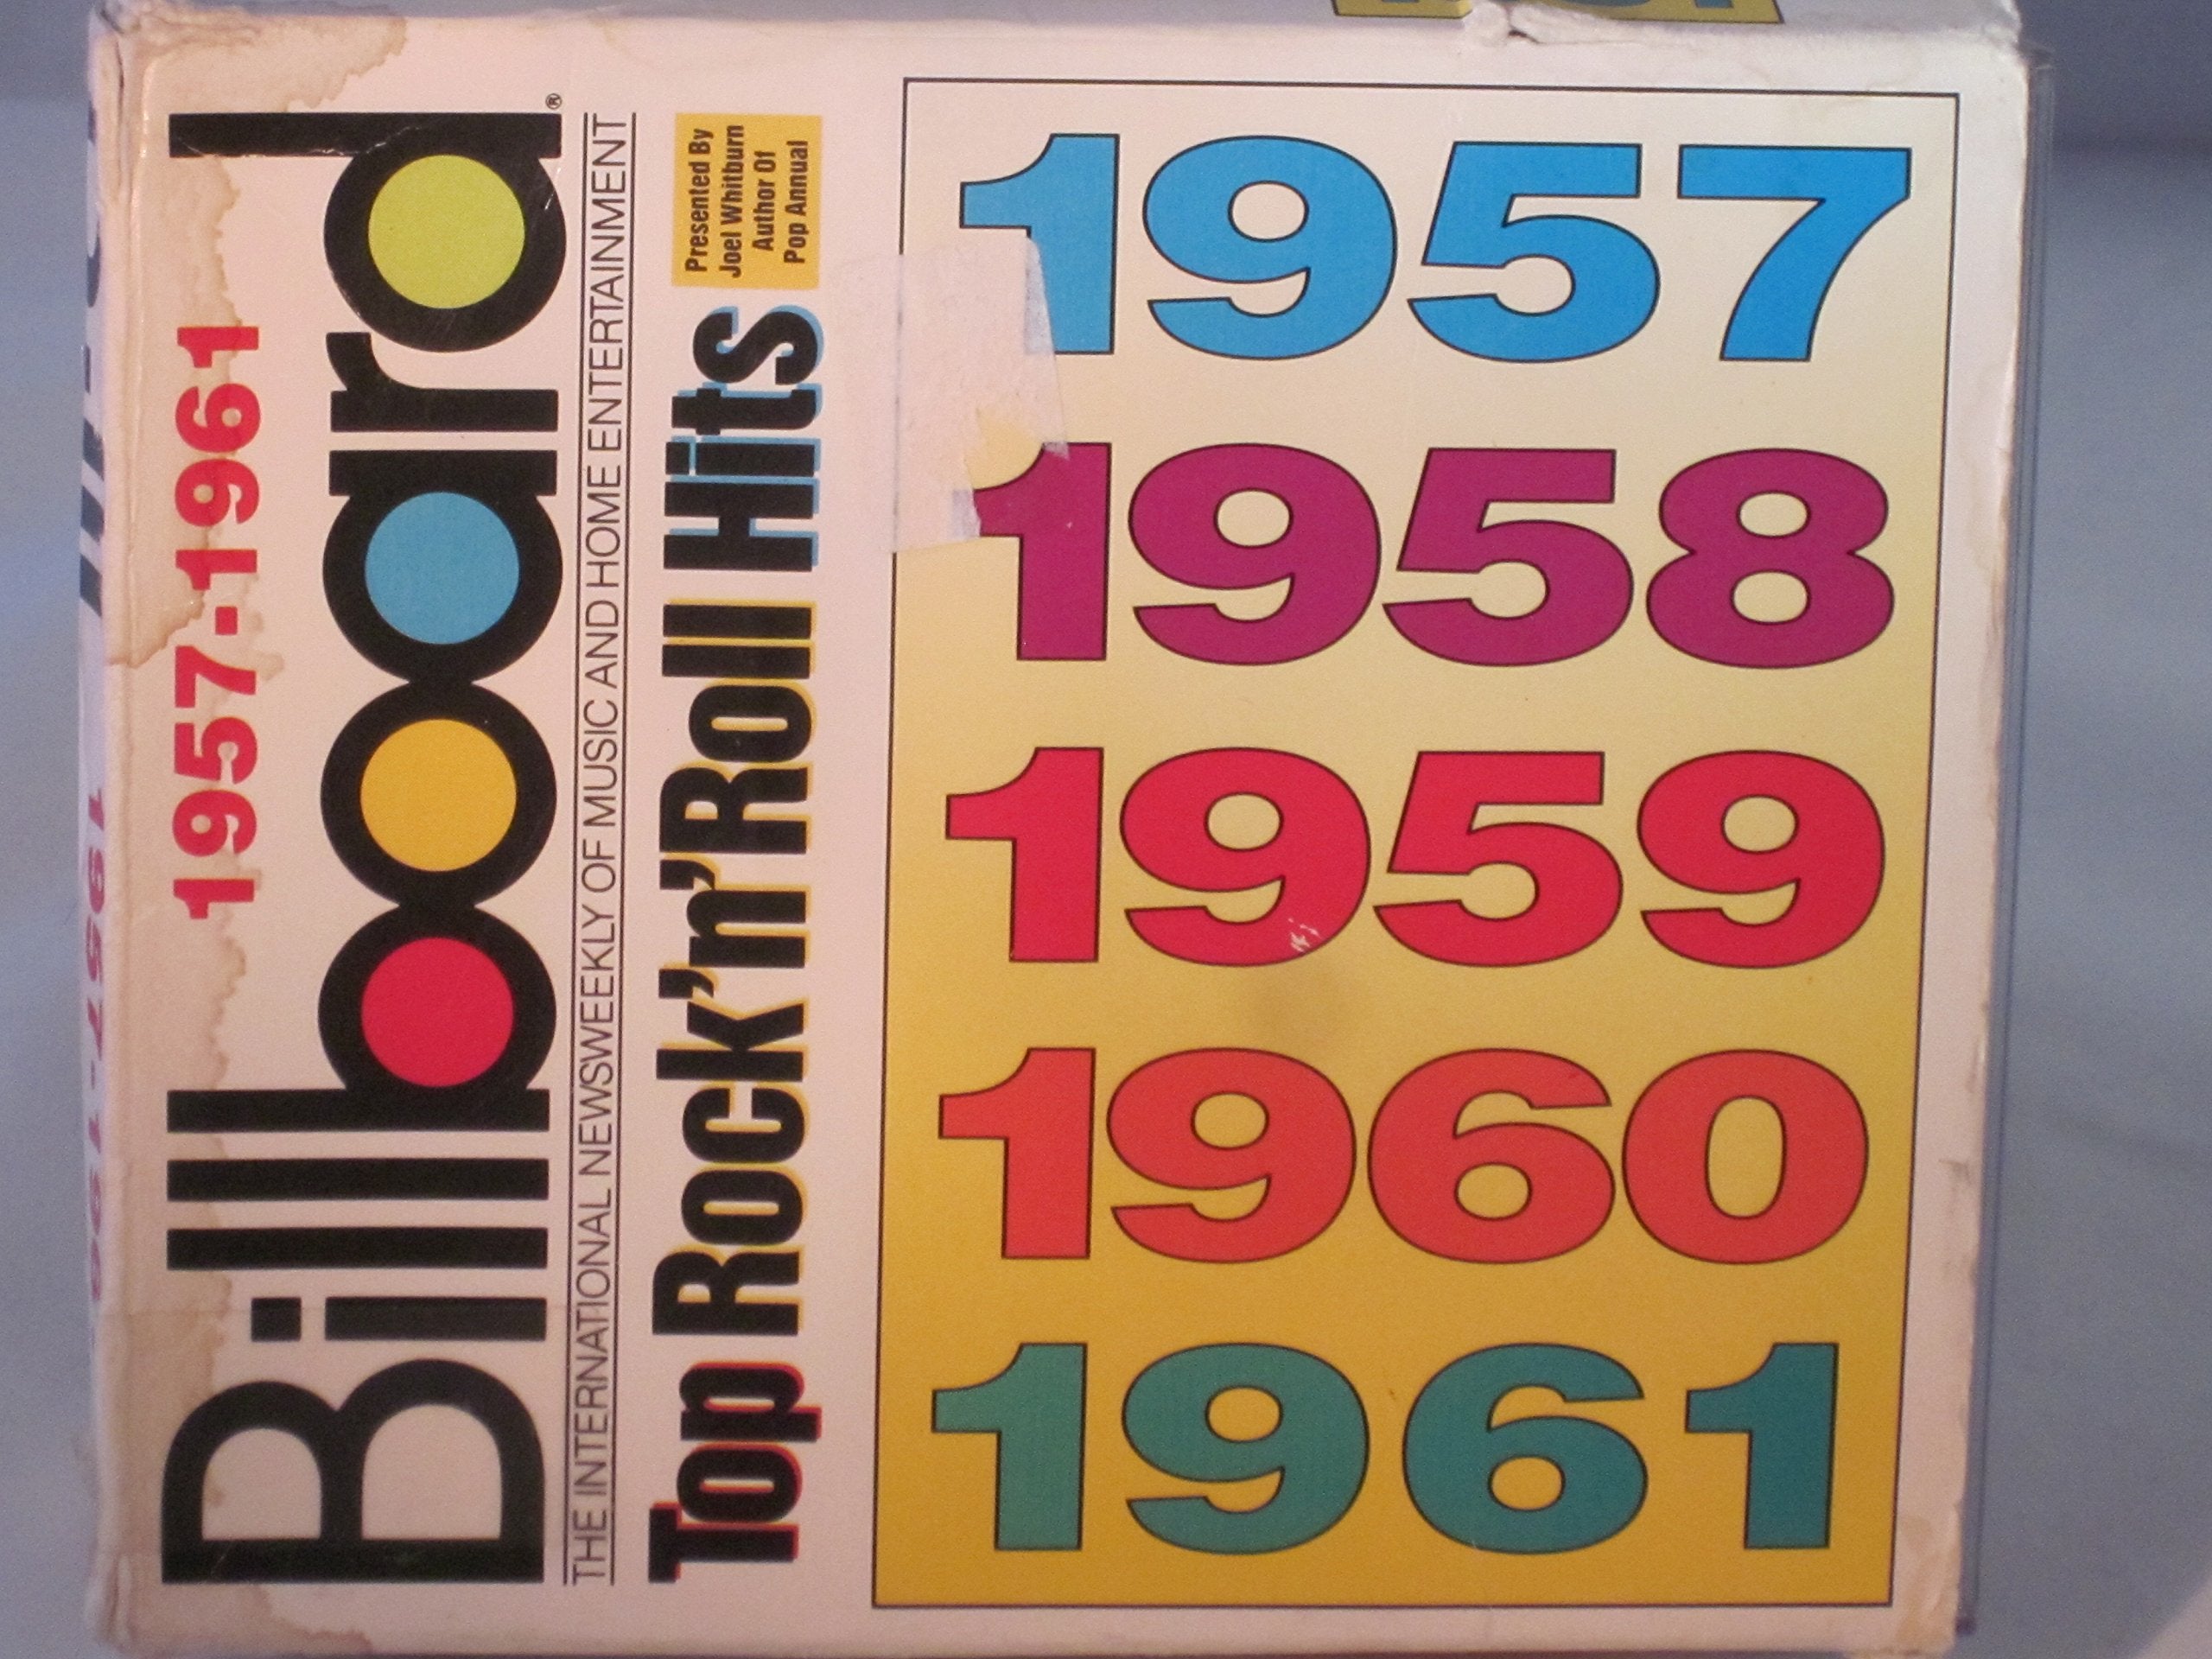 1957-1961
Billboard®
THE INTERNATIONAL NEWSWEEKLY OF MUSIC AND HOME ENTERTAINMENT
Top Rock'n'Roll Hits
Presented By
Joel Whitburn
Author Of
Pop Annual
1957
1958
1959
1960
1961